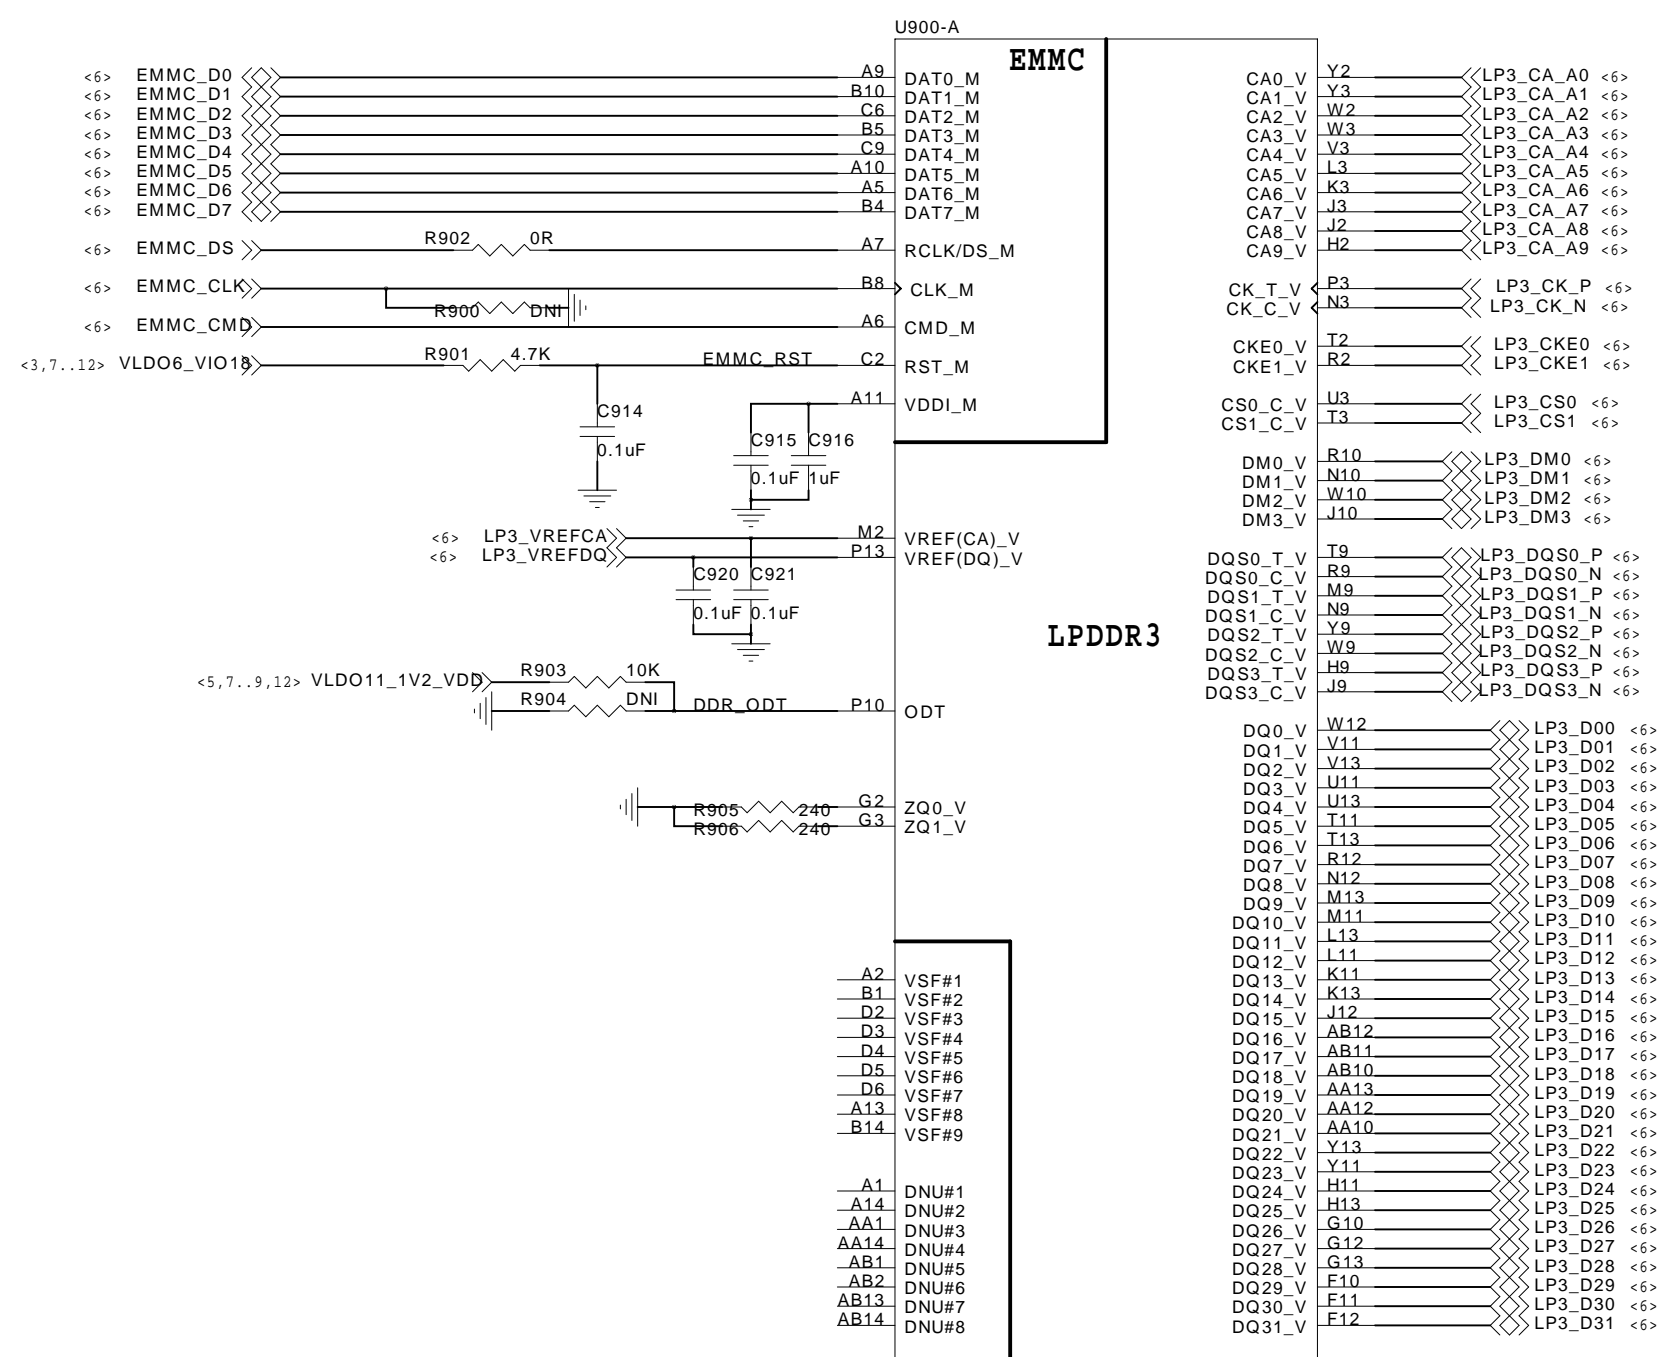 U900-A
EMMC
<6> EMMC_D0 A9 DAT0_M CA0_V Y2 LP3_CA_A0 <6>
<6> EMMC_D1 B10 DAT1_M CA1_V Y3 LP3_CA_A1 <6>
<6> EMMC_D2 C6 DAT2_M CA2_V W2 LP3_CA_A2 <6>
<6> EMMC_D3 B5 DAT3_M CA3_V W3 LP3_CA_A3 <6>
<6> EMMC_D4 C9 DAT4_M CA4_V V3 LP3_CA_A4 <6>
<6> EMMC_D5 A10 DAT5_M CA5_V L3 LP3_CA_A5 <6>
<6> EMMC_D6 A5 DAT6_M CA6_V K3 LP3_CA_A6 <6>
<6> EMMC_D7 B4 DAT7_M CA7_V J3 LP3_CA_A7 <6>
CA8_V J2 LP3_CA_A8 <6>
<6> EMMC_DS R902 0R A7 RCLK/DS_M CA9_V H2 LP3_CA_A9 <6>
<6> EMMC_CLK B8 CLK_M CK_T_V P3 LP3_CK_P <6>
R900 DNI CK_C_V N3 LP3_CK_N <6>
<6> EMMC_CMD A6 CMD_M
CKE0_V T2 LP3_CKE0 <6>
<3,7..12> VLDO6_VIO18 R901 4.7K EMMC_RST C2 RST_M CKE1_V R2 LP3_CKE1 <6>
A11 VDDI_M CS0_C_V U3 LP3_CS0 <6>
C914 CS1_C_V T3 LP3_CS1 <6>
C915 C916
0.1uF DM0_V R10 LP3_DM0 <6>
0.1uF 1uF DM1_V N10 LP3_DM1 <6>
DM2_V W10 LP3_DM2 <6>
DM3_V J10 LP3_DM3 <6>
<6> LP3_VREFCA M2 VREF(CA)_V
<6> LP3_VREFDQ P13 VREF(DQ)_V DQS0_T_V T9 LP3_DQS0_P <6>
C920 C921 DQS0_C_V R9 LP3_DQS0_N <6>
DQS1_T_V M9 LP3_DQS1_P <6>
0.1uF 0.1uF DQS1_C_V N9 LP3_DQS1_N <6>
LPDDR3 DQS2_T_V Y9 LP3_DQS2_P <6>
DQS2_C_V W9 LP3_DQS2_N <6>
R903 10K DQS3_T_V H9 LP3_DQS3_P <6>
<5,7..9,12> VLDO11_1V2_VDD DQS3_C_V J9 LP3_DQS3_N <6>
R904 DNI DDR_ODT P10 ODT
DQ0_V W12 LP3_D00 <6>
DQ1_V V11 LP3_D01 <6>
DQ2_V V13 LP3_D02 <6>
DQ3_V U11 LP3_D03 <6>
R905 240 G2 ZQ0_V DQ4_V U13 LP3_D04 <6>
R906 240 G3 ZQ1_V DQ5_V T11 LP3_D05 <6>
DQ6_V T13 LP3_D06 <6>
DQ7_V R12 LP3_D07 <6>
DQ8_V N12 LP3_D08 <6>
DQ9_V M13 LP3_D09 <6>
DQ10_V M11 LP3_D10 <6>
DQ11_V L13 LP3_D11 <6>
DQ12_V L11 LP3_D12 <6>
A2 VSF#1 DQ13_V K11 LP3_D13 <6>
B1 VSF#2 DQ14_V K13 LP3_D14 <6>
D2 VSF#3 DQ15_V J12 LP3_D15 <6>
D3 VSF#4 DQ16_V AB12 LP3_D16 <6>
D4 VSF#5 DQ17_V AB11 LP3_D17 <6>
D5 VSF#6 DQ18_V AB10 LP3_D18 <6>
D6 VSF#7 DQ19_V AA13 LP3_D19 <6>
A13 VSF#8 DQ20_V AA12 LP3_D20 <6>
B14 VSF#9 DQ21_V AA10 LP3_D21 <6>
DQ22_V Y13 LP3_D22 <6>
DQ23_V Y11 LP3_D23 <6>
A1 DNU#1 DQ24_V H11 LP3_D24 <6>
A14 DNU#2 DQ25_V H13 LP3_D25 <6>
AA1 DNU#3 DQ26_V G10 LP3_D26 <6>
AA14 DNU#4 DQ27_V G12 LP3_D27 <6>
AB1 DNU#5 DQ28_V G13 LP3_D28 <6>
AB2 DNU#6 DQ29_V F10 LP3_D29 <6>
AB13 DNU#7 DQ30_V F11 LP3_D30 <6>
AB14 DNU#8 DQ31_V F12 LP3_D31 <6>